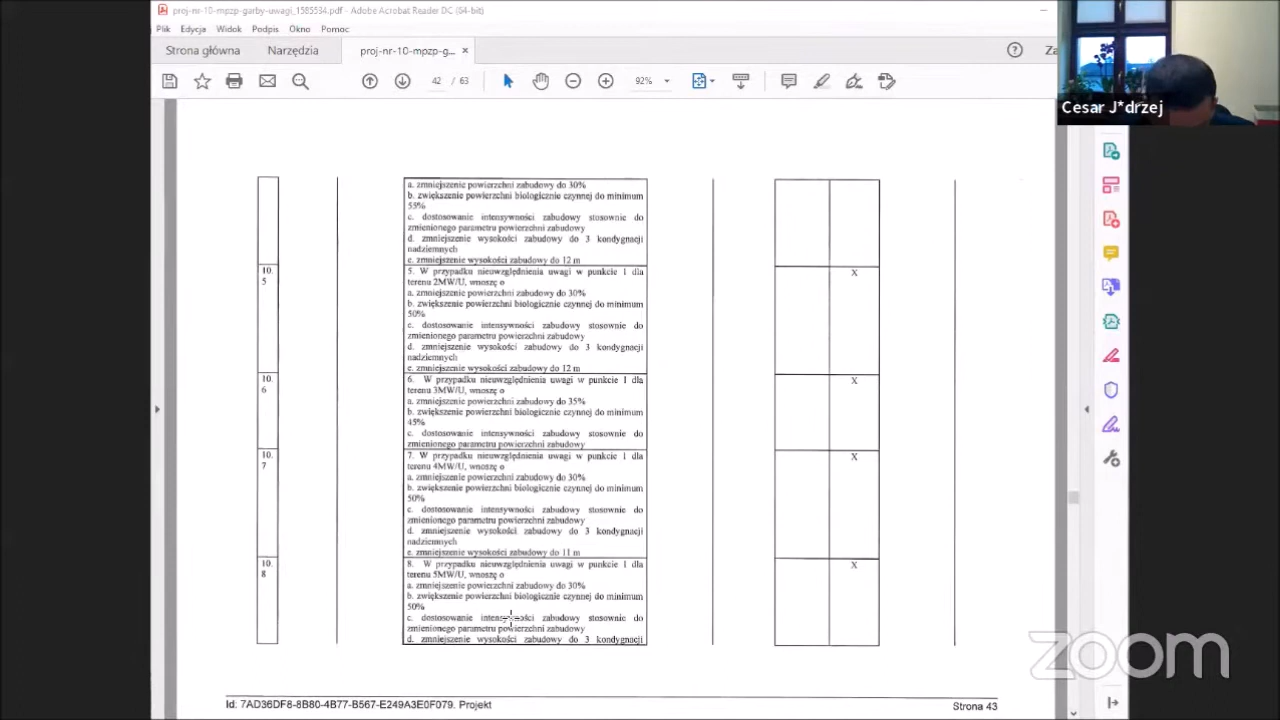 proj-nr-10-mpzp-garby-uwagi_1585534.pdf - Adobe Acrobat Reader DC (64-bit)
Plik Edycja Widok Podpis Okno Pomoc
Strona główna Narzędzia proj-nr-10-mpzp-g... × Za
42 / 63 92%
Cesar J*drzej
a. zmniejszenie powierzchni zabudowy do 30%
b. zwiększenie powierzchni biologicznie czynnej do minimum
55%
c. dostosowanie intensywności zabudowy stosownie do
zmienionego parametru powierzchni zabudowy
d. zmniejszenie wysokości zabudowy do 3 kondygnacji
nadziemnych
e. zmniejszenie wysokości zabudowy do 12 m
10.
5
5. W przypadku nieuwzględnienia uwagi w punkcie 1 dla
terenu 2MW/U, wnoszę o
a. zmniejszenie powierzchni zabudowy do 30%
b. zwiększenie powierzchni biologicznie czynnej do minimum
50%
c. dostosowanie intensywności zabudowy stosownie do
zmienionego parametru powierzchni zabudowy
d. zmniejszenie wysokości zabudowy do 3 kondygnacji
nadziemnych
e. zmniejszenie wysokości zabudowy do 12 m
X
10.
6
6. W przypadku nieuwzględnienia uwagi w punkcie 1 dla
terenu 3MW/U, wnoszę o
a. zmniejszenie powierzchni zabudowy do 35%
b. zwiększenie powierzchni biologicznie czynnej do minimum
45%
c. dostosowanie intensywności zabudowy stosownie do
zmienionego parametru powierzchni zabudowy
X
10.
7
7. W przypadku nieuwzględnienia uwagi w punkcie 1 dla
terenu 4MW/U, wnoszę o
a. zmniejszenie powierzchni zabudowy do 30%
b. zwiększenie powierzchni biologicznie czynnej do minimum
50%
c. dostosowanie intensywności zabudowy stosownie do
zmienionego parametru powierzchni zabudowy
d. zmniejszenie wysokości zabudowy do 3 kondygnacji
nadziemnych
e. zmniejszenie wysokości zabudowy do 11 m
X
10.
8
8. W przypadku nieuwzględnienia uwagi w punkcie 1 dla
terenu 5MW/U, wnoszę o
a. zmniejszenie powierzchni zabudowy do 30%
b. zwiększenie powierzchni biologicznie czynnej do minimum
50%
c. dostosowanie intensywności zabudowy stosownie do
zmienionego parametru powierzchni zabudowy
d. zmniejszenie wysokości zabudowy do 3 kondygnacji
X
zoom
Id: 7AD36DF8-8B80-4B77-B567-E249A3E0F079. Projekt Strona 43